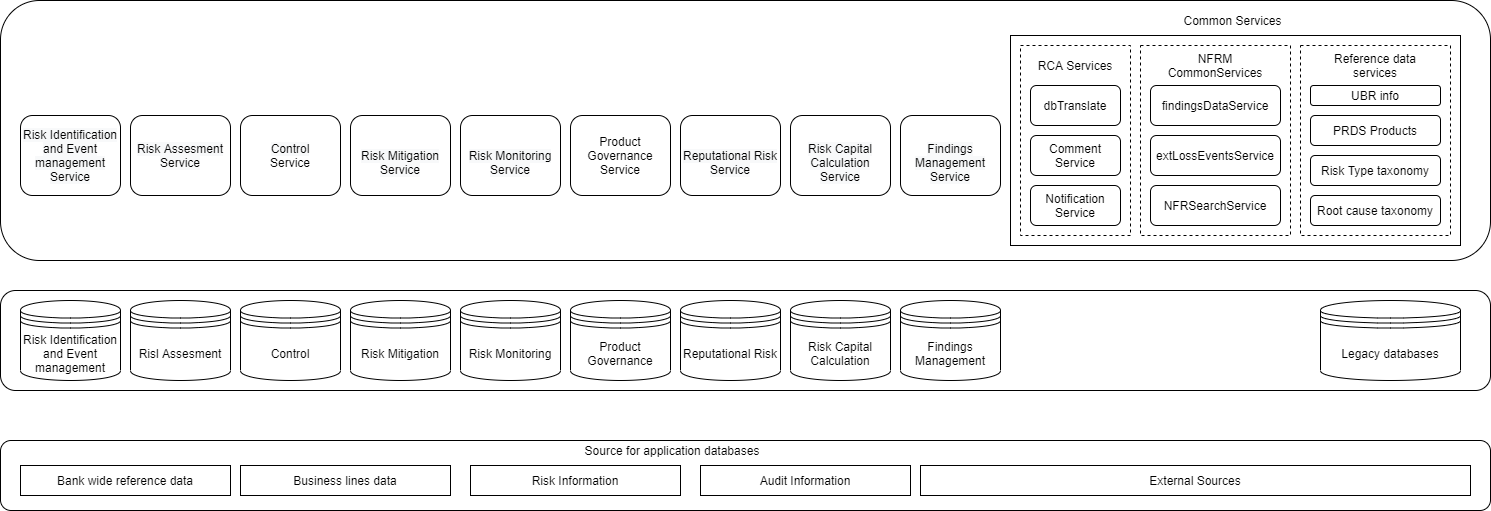 Common Services
RCA Services
NFRM
CommonServices
Reference data
services
dbTranslate
findingsDataService
UBR info
Comment
Service
extLossEventsService
PRDS Products
Notification
Service
NFRSearchService
Risk Type taxonomy
Root cause taxonomy
Risk Identification
and Event
management
Service
Risk Assesment
Service
Control
Service
Risk Mitigation
Service
Risk Monitoring
Service
Product
Governance
Service
Reputational Risk
Service
Risk Capital
Calculation
Service
Findings
Management
Service
Risk Identification
and Event
management
Risl Assesment
Control
Risk Mitigation
Risk Monitoring
Product
Governance
Reputational Risk
Risk Capital
Calculation
Findings
Management
Legacy databases
Source for application databases
Bank wide reference data
Business lines data
Risk Information
Audit Information
External Sources